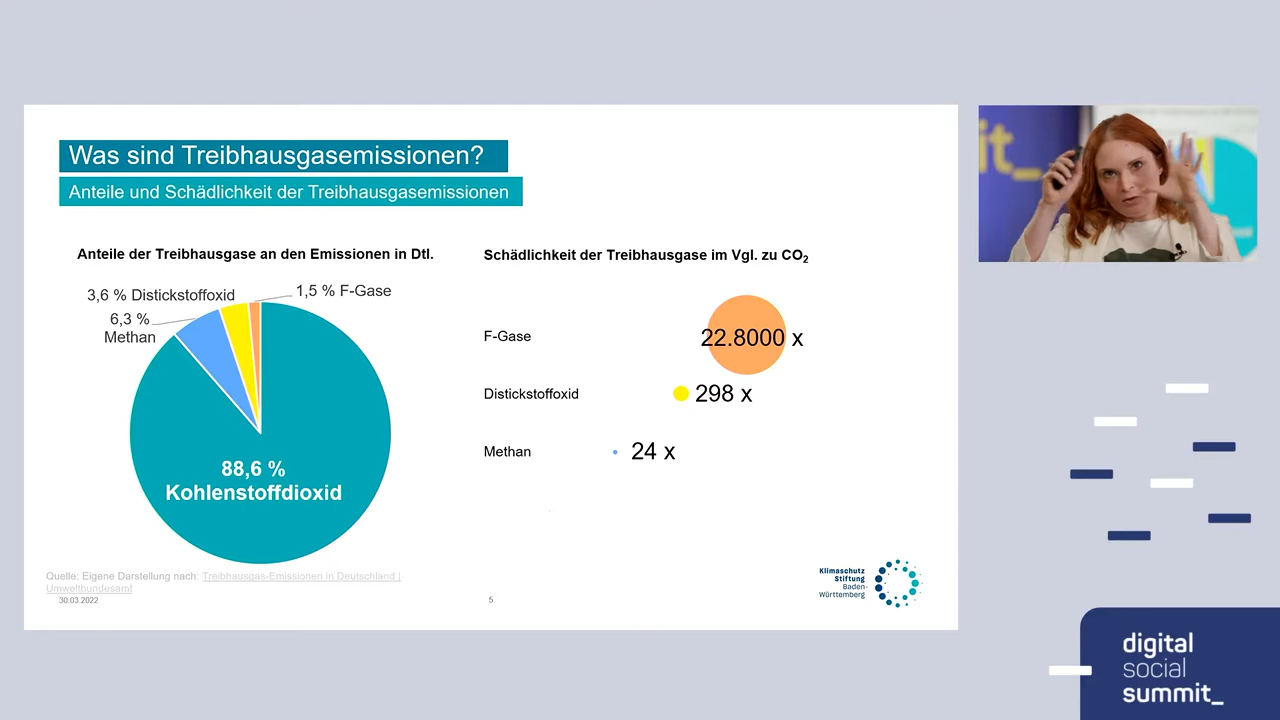 Was sind Treibhausgasemissionen?
Anteile und Schädlichkeit der Treibhausgasemissionen
Anteile der Treibhausgase an den Emissionen in Dtl.
3,6 % Distickstoffoxid
1,5 % F-Gase
6,3 %
Methan
88,6 %
Kohlenstoffdioxid
Schädlichkeit der Treibhausgase im Vgl. zu CO₂
F-Gase
22.8000 x
Distickstoffoxid
298 x
Methan
24 x
Quelle: Eigene Darstellung nach: Treibhausgas-Emissionen in Deutschland |
Umweltbundesamt
30.03.2022
5
Klimaschutz
Stiftung
Baden-
Württemberg
it_
digital
social
summit_